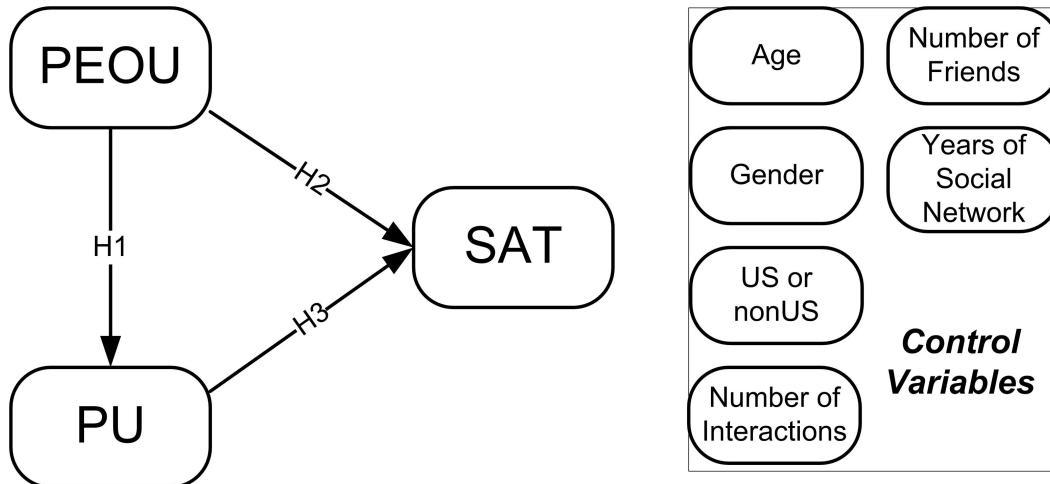 PEOU
H1
H2
PU
H3
SAT
Age
Number of
Friends
Gender
Years of
Social
Network
US or
nonUS
Number of
Interactions
Control
Variables